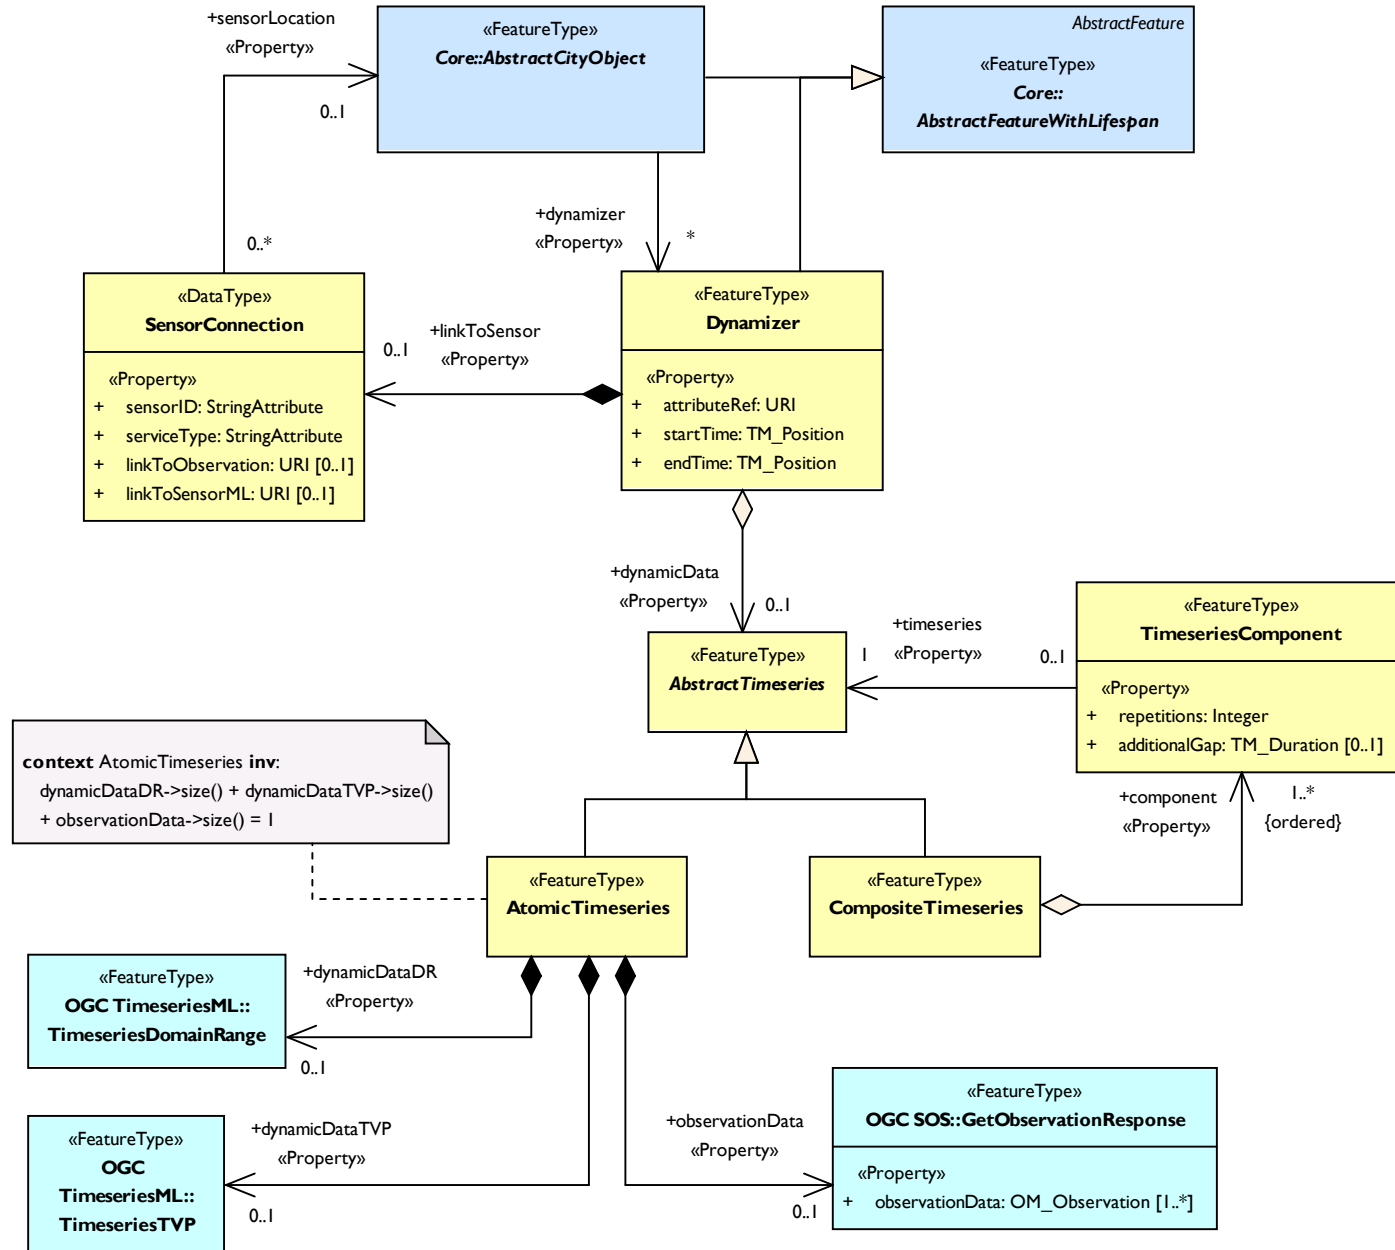 +sensorLocation
«Property»
0..1
«FeatureType»
Core::AbstractCityObject
AbstractFeature
«FeatureType»
Core::
AbstractFeatureWithLifespan
+dynamizer
«Property»
*
0..*
«DataType»
SensorConnection
«Property»
+ sensorID: StringAttribute
+ serviceType: StringAttribute
+ linkToObservation: URI [0..1]
+ linkToSensorML: URI [0..1]
+linkToSensor
0..1
«Property»
«FeatureType»
Dynamizer
«Property»
+ attributeRef: URI
+ startTime: TM_Position
+ endTime: TM_Position
+dynamicData
«Property»
0..1
«FeatureType»
AbstractTimeseries
+timeseries
1
«Property»
0..1
«FeatureType»
TimeseriesComponent
«Property»
+ repetitions: Integer
+ additionalGap: TM_Duration [0..1]
+component
«Property»
1..*
{ordered}
context AtomicTimeseries inv:
dynamicDataDR->size() + dynamicDataTVP->size()
+ observationData->size() = 1
«FeatureType»
AtomicTimeseries
«FeatureType»
CompositeTimeseries
«FeatureType»
OGC TimeseriesML::
TimeseriesDomainRange
+dynamicDataDR
«Property»
0..1
«FeatureType»
OGC
TimeseriesML::
TimeseriesTVP
+dynamicDataTVP
«Property»
0..1
+observationData
«Property»
0..1
«FeatureType»
OGC SOS::GetObservationResponse
«Property»
+ observationData: OM_Observation [1..*]